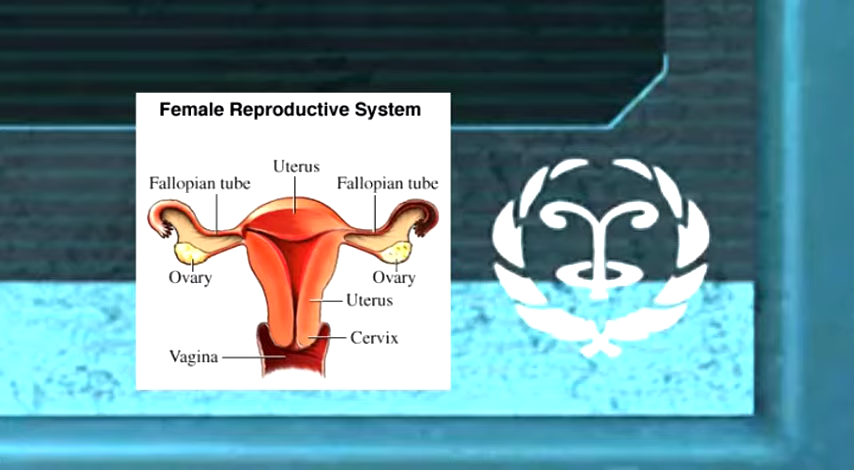 Female Reproductive System
Uterus
Fallopian tube Fallopian tube
Ovary Ovary
Uterus
Cervix
Vagina